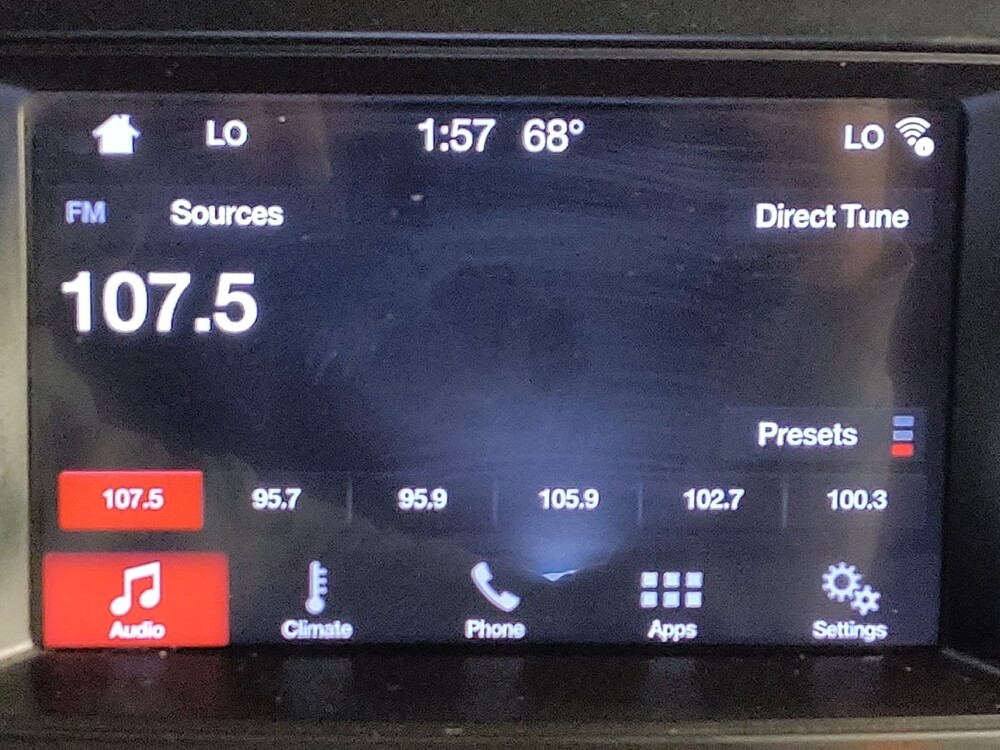 LO 1:57 68° LO
FM Sources Direct Tune
107.5
Presets
107.5 95.7 95.9 105.9 102.7 100.3
Audio Climate Phone Apps Settings